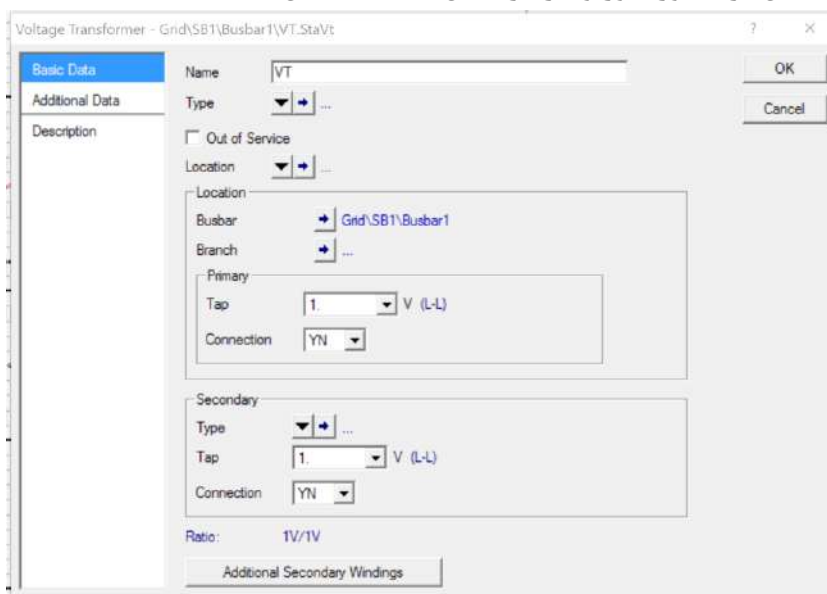 Voltage Transformer - Grid\SB1\Busbar1\VT.StaVt ? ×
Basic Data
Additional Data
Description
Name VT
Type ...
Out of Service
Location ...
Location
Busbar Grid\SB1\Busbar1
Branch ...
Primary
Tap 1. V (L-L)
Connection YN
Secondary
Type ...
Tap 1. V (L-L)
Connection YN
Ratio: 1V/1V
Additional Secondary Windings
OK
Cancel